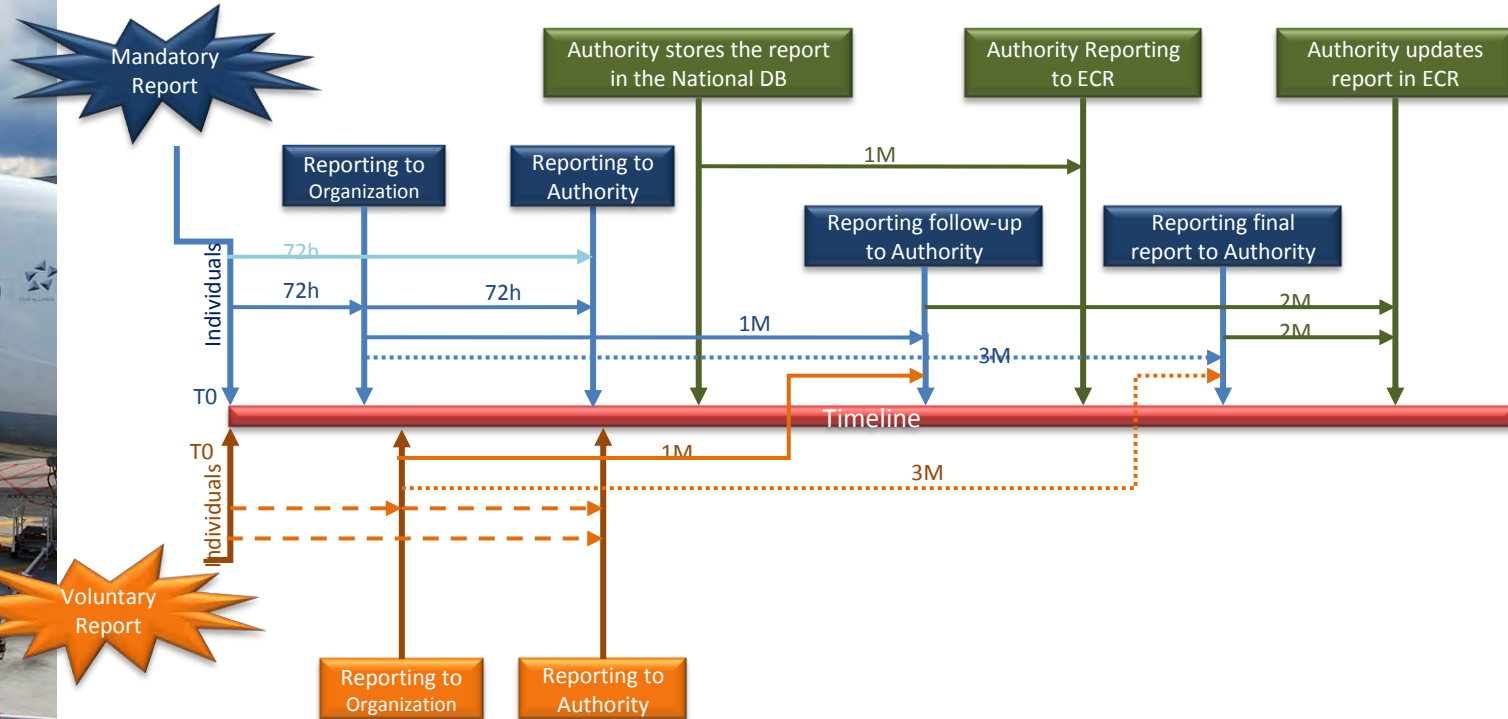 Mandatory
Report
Authority stores the report
in the National DB
Authority Reporting
to ECR
Authority updates
report in ECR
1M
Reporting to
Organization
Reporting to
Authority
Reporting follow-up
to Authority
Reporting final
report to Authority
Individuals
72h
72h
72h
2M
1M
2M
3M
T0
Timeline
T0
1M
3M
Individuals
Voluntary
Report
Reporting to
Organization
Reporting to
Authority